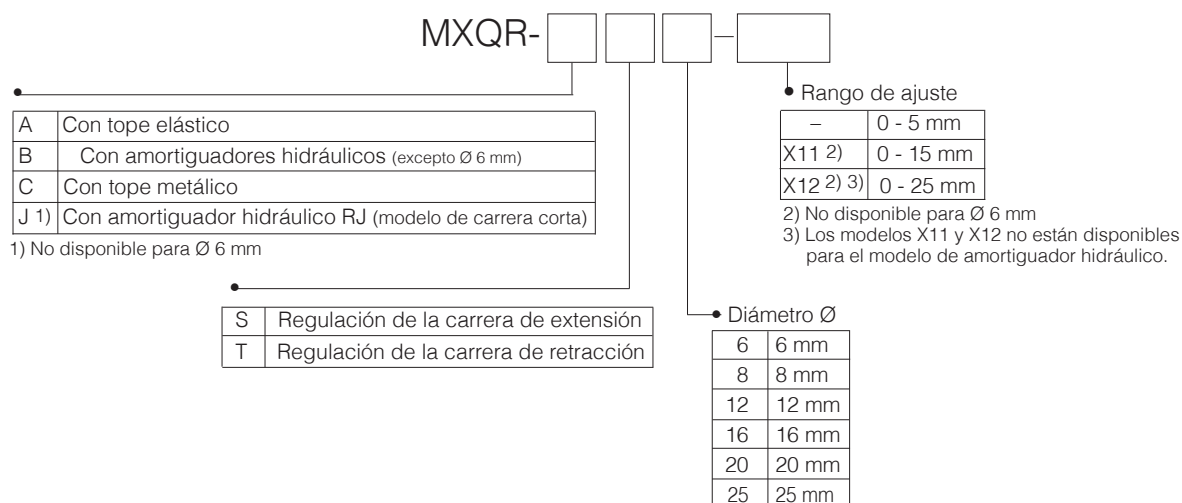 MXQR- –
Rango de ajuste
– 0 - 5 mm
X11 2) 0 - 15 mm
X12 2) 3) 0 - 25 mm
2) No disponible para Ø 6 mm
3) Los modelos X11 y X12 no están disponibles
para el modelo de amortiguador hidráulico.
A Con tope elástico
B Con amortiguadores hidráulicos (excepto Ø 6 mm)
C Con tope metálico
J 1) Con amortiguador hidráulico RJ (modelo de carrera corta)
1) No disponible para Ø 6 mm
S Regulación de la carrera de extensión
T Regulación de la carrera de retracción
Diámetro Ø
6 6 mm
8 8 mm
12 12 mm
16 16 mm
20 20 mm
25 25 mm